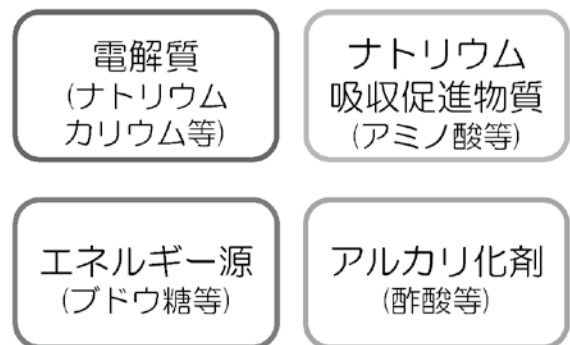 電解質
(ナトリウム
カリウム等)
ナトリウム
吸収促進物質
(アミノ酸等)
エネルギー源
(ブドウ糖等)
アルカリ化剤
(酢酸等)